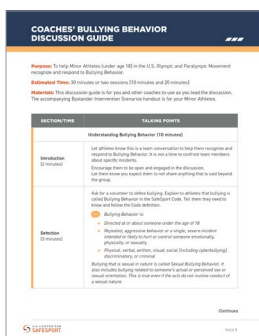 COACHES' BULLYING BEHAVIOR
DISCUSSION GUIDE
Purpose: To help Minor Athletes (under age 18) in the U.S. Olympic and Paralympic Movement
recognize and respond to Bullying Behavior.
Estimated Time: 30 minutes or two sessions (10 minutes and 20 minutes)
Materials: This discussion guide is for you and other coaches to use as you lead the discussion.
The accompanying Bystander Intervention Scenarios handout is for your Minor Athletes.
SECTION/TIME TALKING POINTS
Understanding Bullying Behavior (10 minutes)
Introduction
(2 minutes)
Let athletes know this is a team conversation to help them recognize and
respond to Bullying Behavior. It is not a time to confront team members
about specific incidents.
Encourage them to be open and engaged in the discussion.
Let them know you expect them to not share anything that is said beyond
the group.
Definition
(3 minutes)
Ask for a volunteer to define bullying. Explain to athletes that bullying is
called Bullying Behavior in the SafeSport Code. Tell them they need to
know and follow the Code definition.
Bullying Behavior is:
Directed at or about someone under the age of 18
Repeated, aggressive behavior or a single, severe incident
intended or likely to hurt or control someone emotionally,
physically, or sexually
Physical, verbal, written, visual, social (including cyberbullying),
discriminatory, or criminal
Bullying that is sexual in nature is called Sexual Bullying Behavior. It
also includes bullying related to someone's actual or perceived sex or
sexual orientation. This is true even if the acts do not involve conduct of
a sexual nature.
Continues
U.S. CENTER FOR
SAFESPORT
PAGE